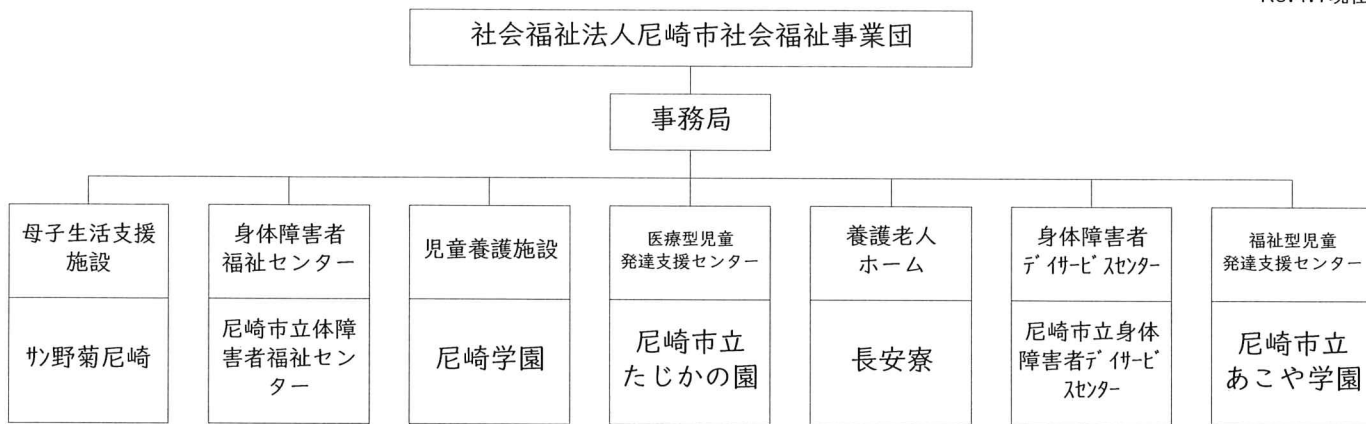 社会福祉法人尼崎市社会福祉事業団
事務局
母子生活支援
施設
サン野菊尼崎
身体障害者
福祉センター
尼崎市立体障
害者福祉セン
ター
児童養護施設
尼崎学園
医療型児童
発達支援センター
尼崎市立
たじかの園
養護老人
ホーム
長安寮
身体障害者
ディサービスセンター
尼崎市立身体
障害者ディサービ
スセンター
福祉型児童
発達支援センター
尼崎市立
あこや学園